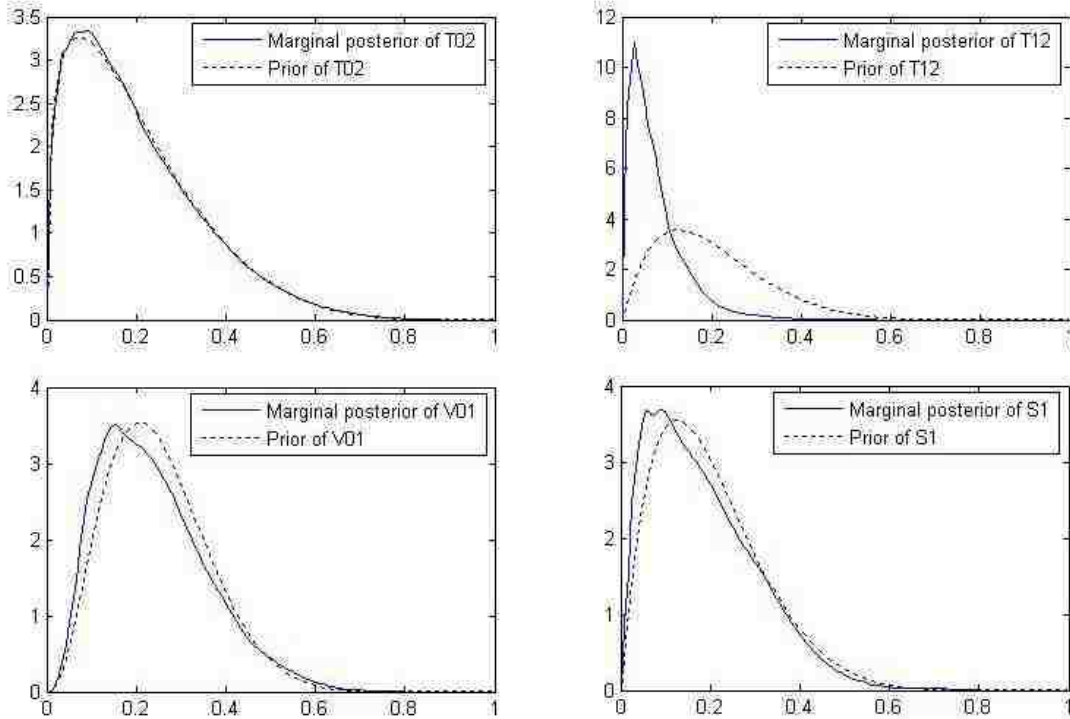 3.5
3
2.5
2
1.5
1
0.5
0
0 0.2 0.4 0.6 0.8 1
Marginal posterior of T02
Prior of T02
12
10
8
6
4
2
0
0 0.2 0.4 0.6 0.8 1
Marginal posterior of T12
Prior of T12
4
3
2
1
0
0 0.2 0.4 0.6 0.8 1
Marginal posterior of V01
Prior of V01
4
3
2
1
0
0 0.2 0.4 0.6 0.8 1
Marginal posterior of S1
Prior of S1